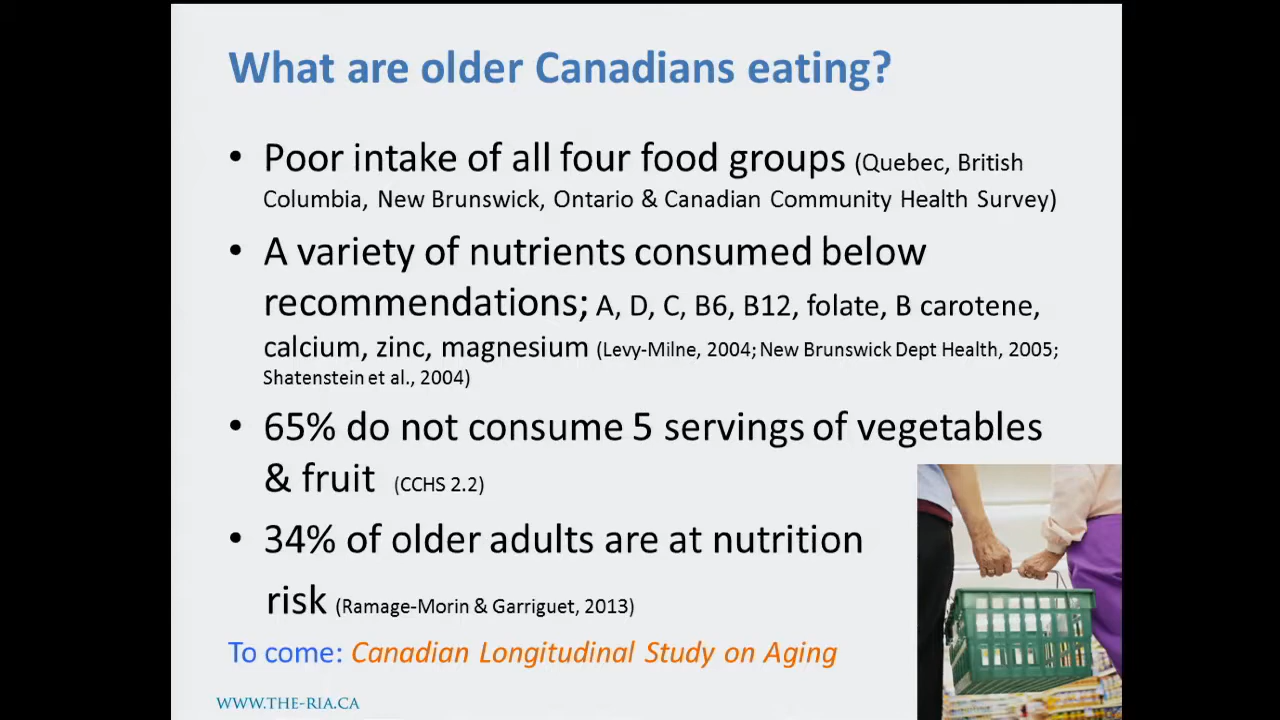 What are older Canadians eating?
• Poor intake of all four food groups (Quebec, British
Columbia, New Brunswick, Ontario & Canadian Community Health Survey)
• A variety of nutrients consumed below
recommendations; A, D, C, B6, B12, folate, B carotene,
calcium, zinc, magnesium (Levy-Milne, 2004; New Brunswick Dept Health, 2005;
Shatenstein et al., 2004)
• 65% do not consume 5 servings of vegetables
& fruit (CCHS 2.2)
• 34% of older adults are at nutrition
risk (Ramage-Morin & Garriguet, 2013)
To come: Canadian Longitudinal Study on Aging
WWW.THE-RIA.CA